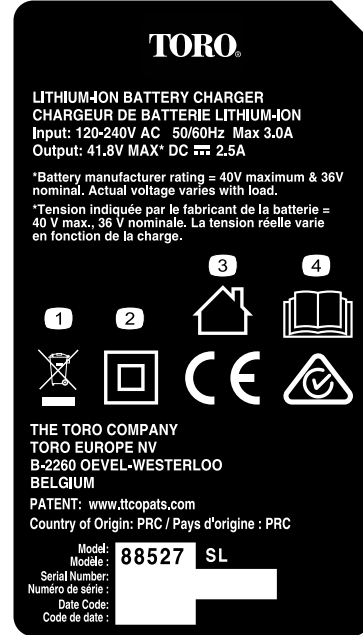 TORO®
LITHIUM-ION BATTERY CHARGER
CHARGEUR DE BATTERIE LITHIUM-ION
Input: 120-240V AC 50/60Hz Max 3.0A
Output: 41.8V MAX* DC ⎓ 2.5A
*Battery manufacturer rating = 40V maximum & 36V
nominal. Actual voltage varies with load.
*Tension indiquée par le fabricant de la batterie =
40 V max., 36 V nominale. La tension réelle varie
en fonction de la charge.
3 4
1 2
CE
THE TORO COMPANY
TORO EUROPE NV
B-2260 OEVEL-WESTERLOO
BELGIUM
PATENT: www.ttcopats.com
Country of Origin: PRC / Pays d'origine : PRC
Model:
Modèle : 88527 SL
Serial Number:
Numéro de série :
Date Code:
Code de date :